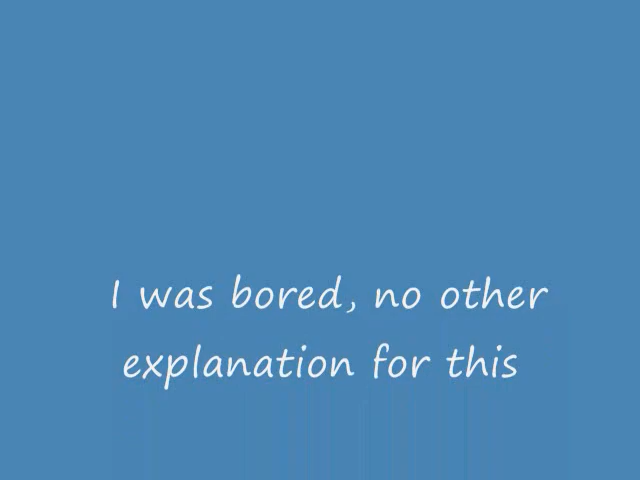 I was bored, no other
explanation for this